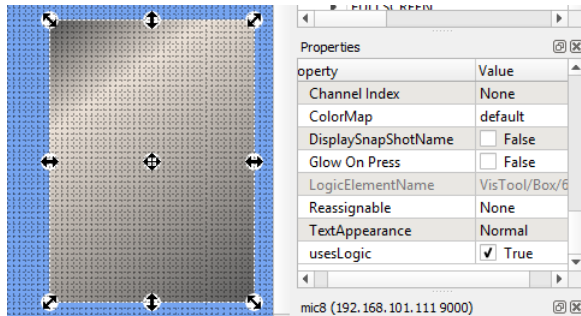 FULLSCREEN
Properties
operty Value
Channel Index None
ColorMap default
DisplaySnapShotName False
Glow On Press False
LogicElementName VisTool/Box/6
Reassignable None
TextAppearance Normal
usesLogic True
mic8 (192.168.101.111 9000)